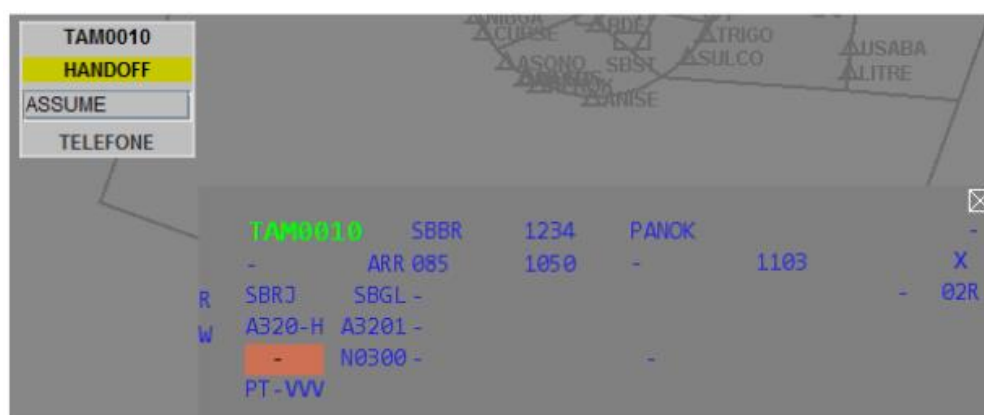 TAM0010
HANDOFF
ASSUME
TELEFONE
CURSE
TRIGO
ASONO SBST SULCO
USABA
LITRE
ANISE
TAM0010 SBBR 1234 PANOK -
- ARR 085 1050 - 1103 X
R SBRJ SBGL - - 02R
W A320-H A3201 -
- N0300 - -
PT-VVV